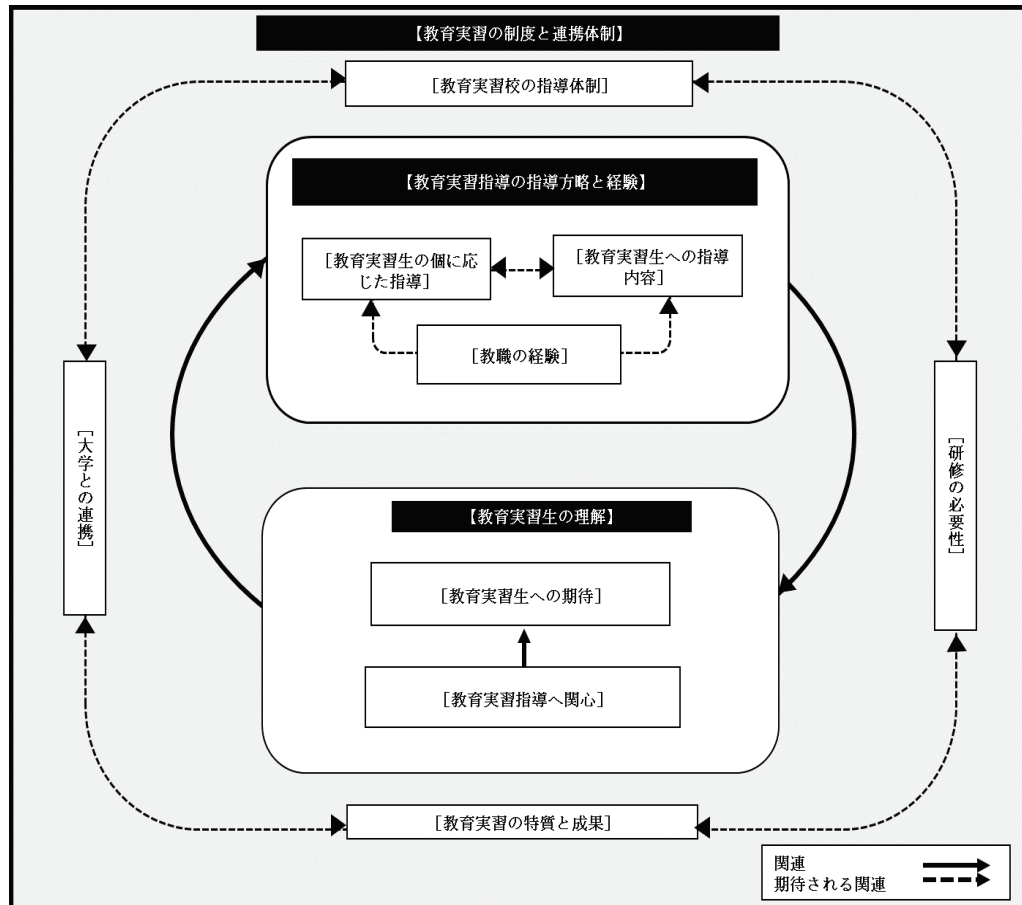 【教育実習の制度と連携体制】
［教育実習校の指導体制］
【教育実習指導の指導方略と経験】
［教育実習生の個に応
じた指導］
［教育実習生への指導
内容］
［教職の経験］
［大学との連携］
［研修の必要性］
【教育実習生の理解】
［教育実習生への期待］
［教育実習指導へ関心］
［教育実習の特質と成果］
関連
期待される関連